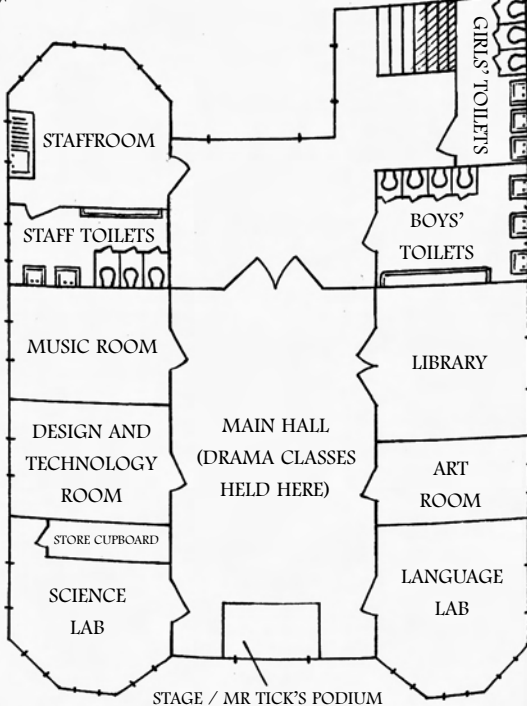 GIRLS' TOILETS
STAFFROOM
STAFF TOILETS
BOYS'
TOILETS
MUSIC ROOM
LIBRARY
DESIGN AND
TECHNOLOGY
ROOM
MAIN HALL
(DRAMA CLASSES
HELD HERE)
ART
ROOM
STORE CUPBOARD
SCIENCE
LAB
LANGUAGE
LAB
STAGE / MR TICK'S PODIUM